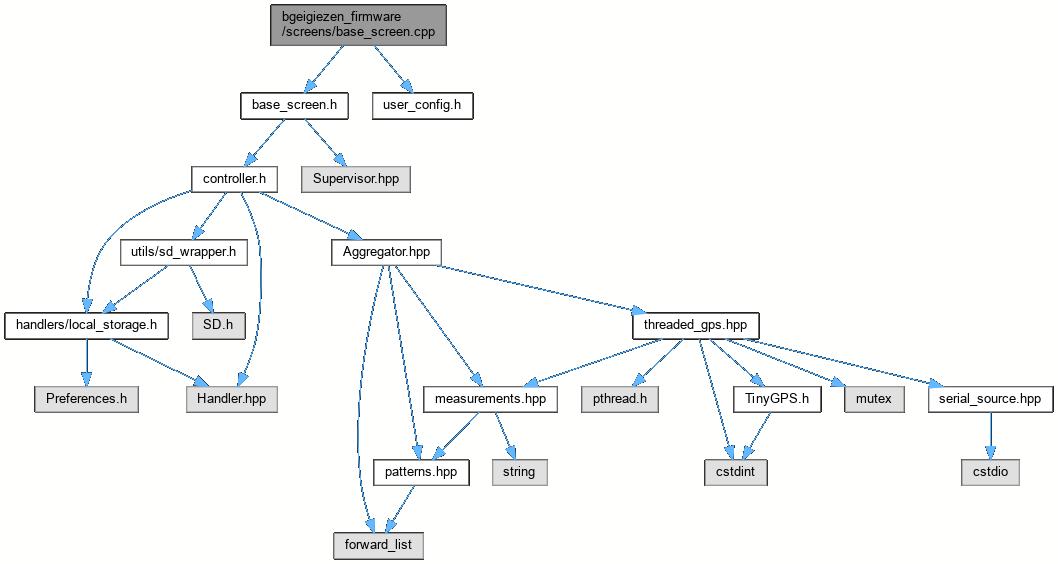 bgeigiezen_firmware
/screens/base_screen.cpp
base_screen.h
user_config.h
controller.h
Supervisor.hpp
utils/sd_wrapper.h
Aggregator.hpp
handlers/local_storage.h
SD.h
threaded_gps.hpp
Preferences.h
Handler.hpp
measurements.hpp
pthread.h
TinyGPS.h
mutex
serial_source.hpp
patterns.hpp
string
cstdint
cstdio
forward_list